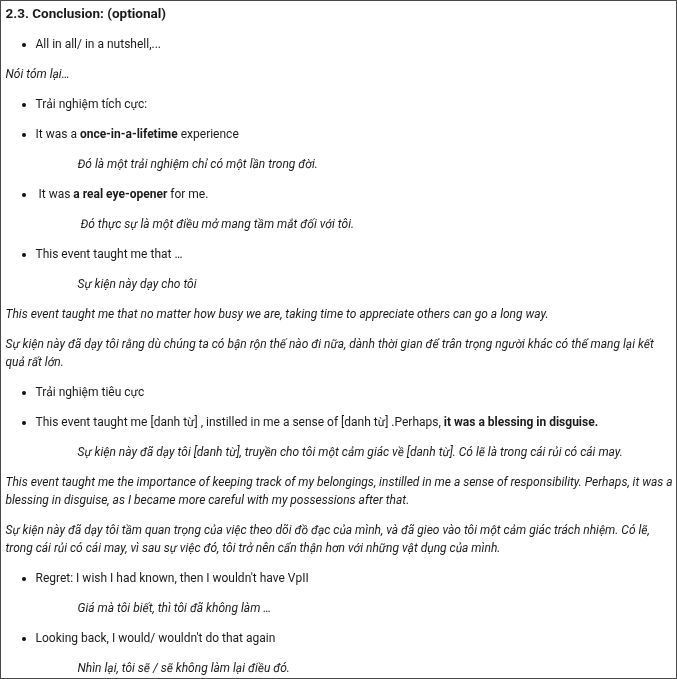 2.3. Conclusion: (optional)
All in all/ in a nutshell,...
Nói tóm lại…
Trải nghiệm tích cực:
It was a once-in-a-lifetime experience
Đó là một trải nghiệm chỉ có một lần trong đời.
It was a real eye-opener for me.
Đó thực sự là một điều mở mang tầm mắt đối với tôi.
This event taught me that …
Sự kiện này dạy cho tôi
This event taught me that no matter how busy we are, taking time to appreciate others can go a long way.
Sự kiện này đã dạy tôi rằng dù chúng ta có bận rộn thế nào đi nữa, dành thời gian để trân trọng người khác có thể mang lại kết
quả rất lớn.
Trải nghiệm tiêu cực
This event taught me [danh từ] , instilled in me a sense of [danh từ] .Perhaps, it was a blessing in disguise.
Sự kiện này đã dạy tôi [danh từ], truyền cho tôi một cảm giác về [danh từ]. Có lẽ là trong cái rủi có cái may.
This event taught me the importance of keeping track of my belongings, instilled in me a sense of responsibility. Perhaps, it was a
blessing in disguise, as I became more careful with my possessions after that.
Sự kiện này đã dạy tôi tầm quan trọng của việc theo dõi đồ đạc của mình, và đã gieo vào tôi một cảm giác trách nhiệm. Có lẽ,
trong cái rủi có cái may, vì sau sự việc đó, tôi trở nên cẩn thận hơn với những vật dụng của mình.
Regret: I wish I had known, then I wouldn't have VpII
Giá mà tôi biết, thì tôi đã không làm …
Looking back, I would/ wouldn't do that again
Nhìn lại, tôi sẽ / sẽ không làm lại điều đó.